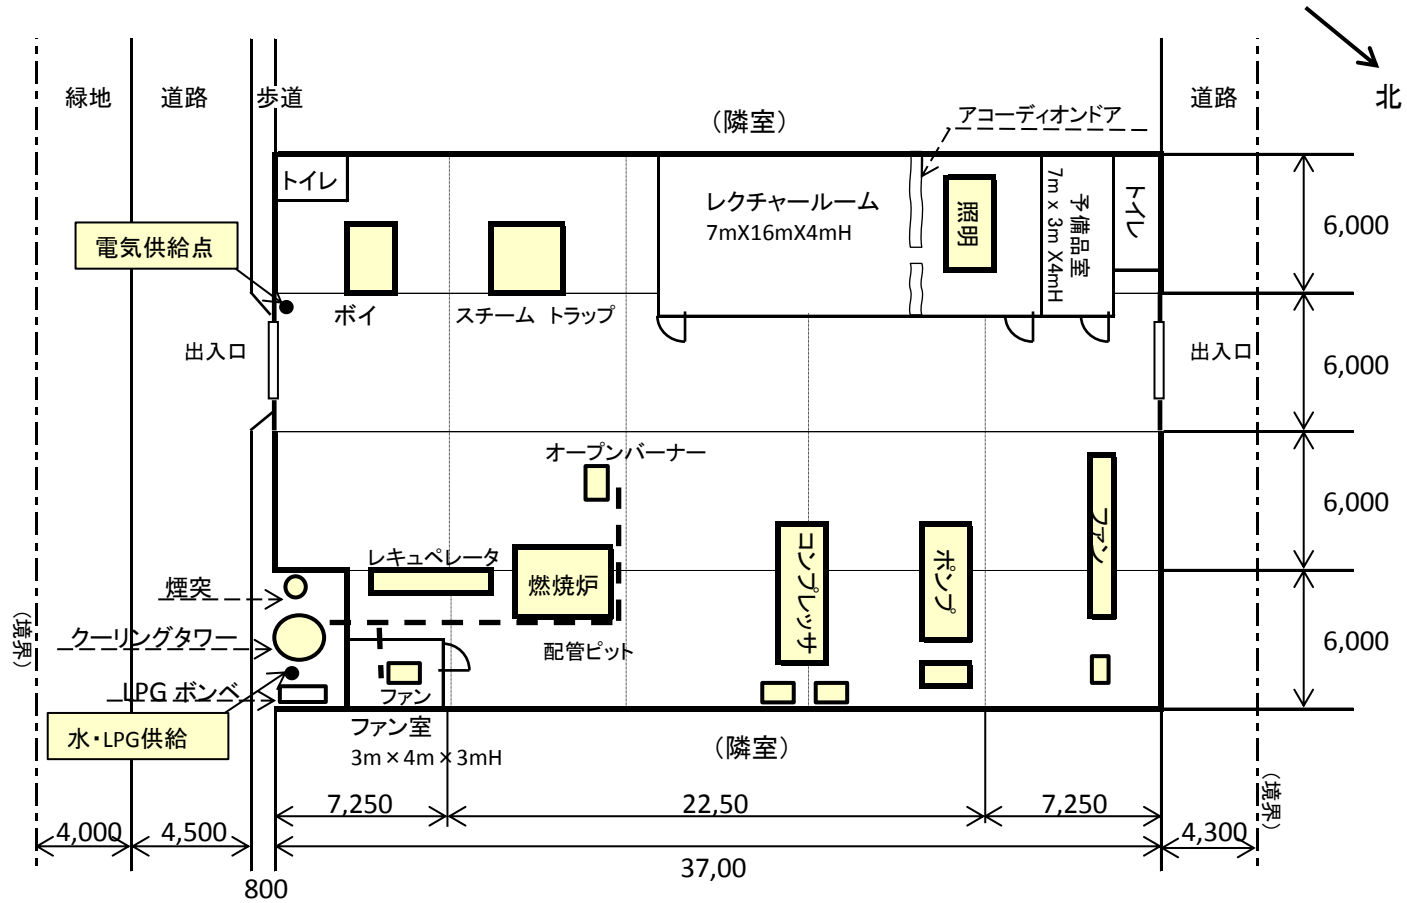 北
緑地
道路
歩道
道路
(隣室)
アコーディオンドア
トイレ
レクチャールーム
7mX16mX4mH
照明
予備品室
7m x 3m X4mH
トイレ
6,000
電気供給点
ボイ
スチーム トラップ
出入口
出入口
6,000
オープンバーナー
6,000
ファン
レキュペレータ
燃焼炉
コンプレッサ
ポンプ
煙突
(境界)
クーリングタワー
配管ピット
6,000
LPG ボンベ
ファン
水・LPG供給
ファン室
3m×4m×3mH
(隣室)
(境界)
7,250
22,50
7,250
4,000
4,500
4,300
37,00
800